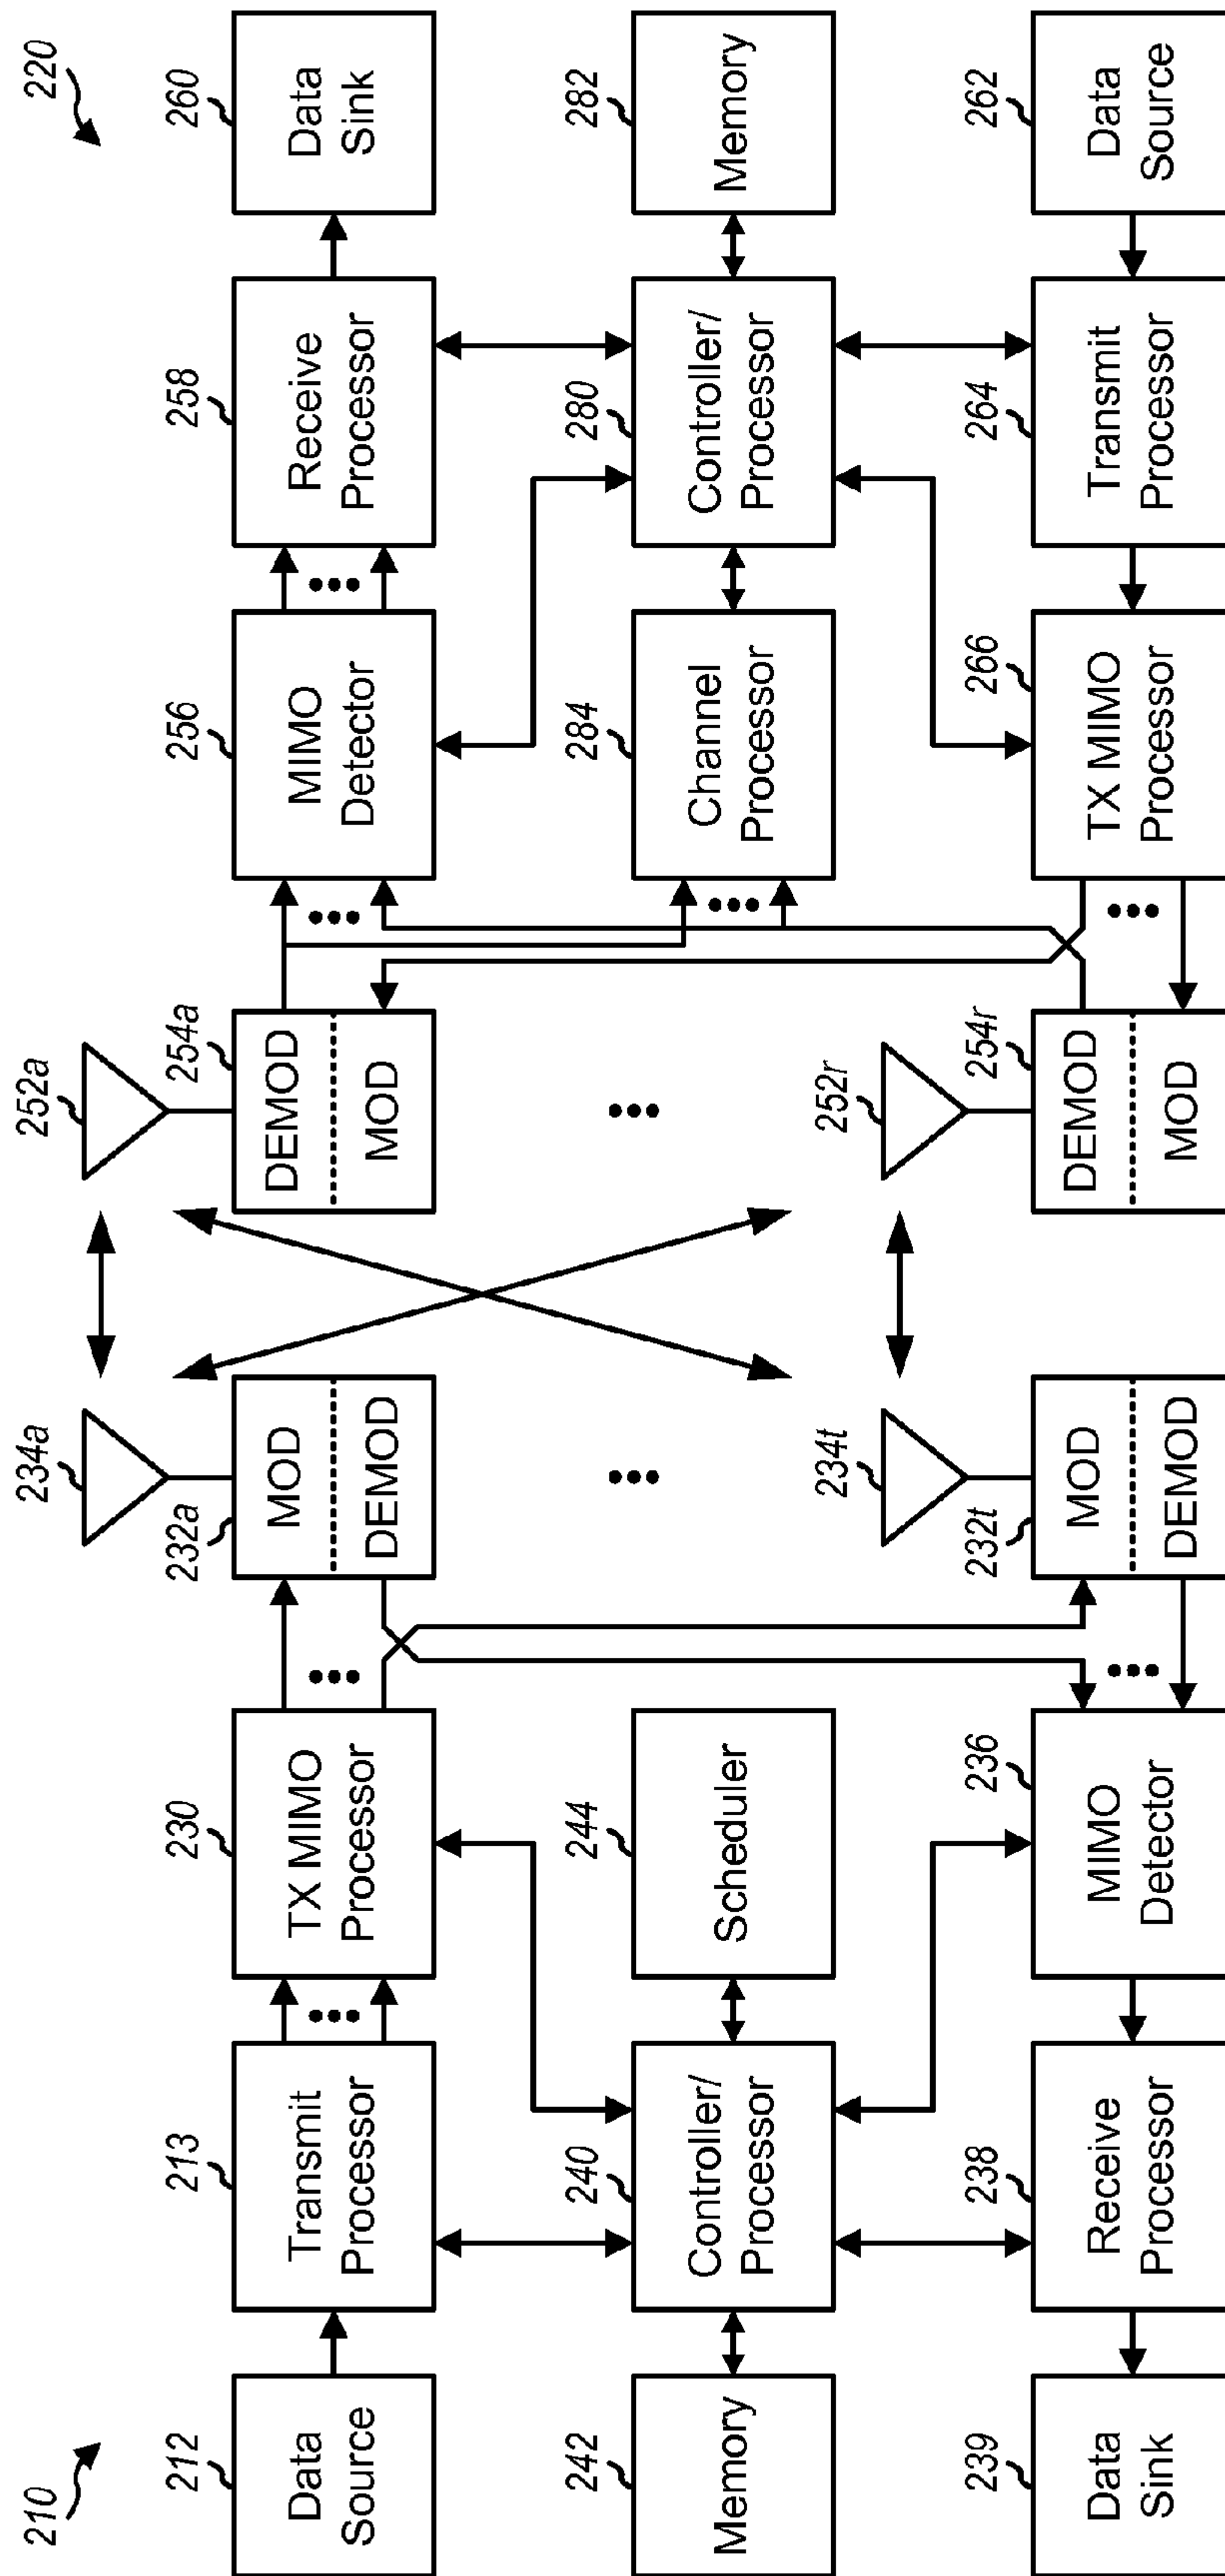 210
220
212
Data
Source
213
Transmit
Processor
230
TX MIMO
Processor
•••
•••
234a
232a
MOD
DEMOD
252a
254a
DEMOD
MOD
•••
256
MIMO
Detector
•••
258
Receive
Processor
260
Data
Sink
242
Memory
240
Controller/
Processor
244
Scheduler
•••
•••
•••
284
Channel
Processor
280
Controller/
Processor
282
Memory
239
Data
Sink
238
Receive
Processor
236
MIMO
Detector
•••
234t
232t
MOD
DEMOD
252r
254r
DEMOD
MOD
•••
266
TX MIMO
Processor
264
Transmit
Processor
262
Data
Source